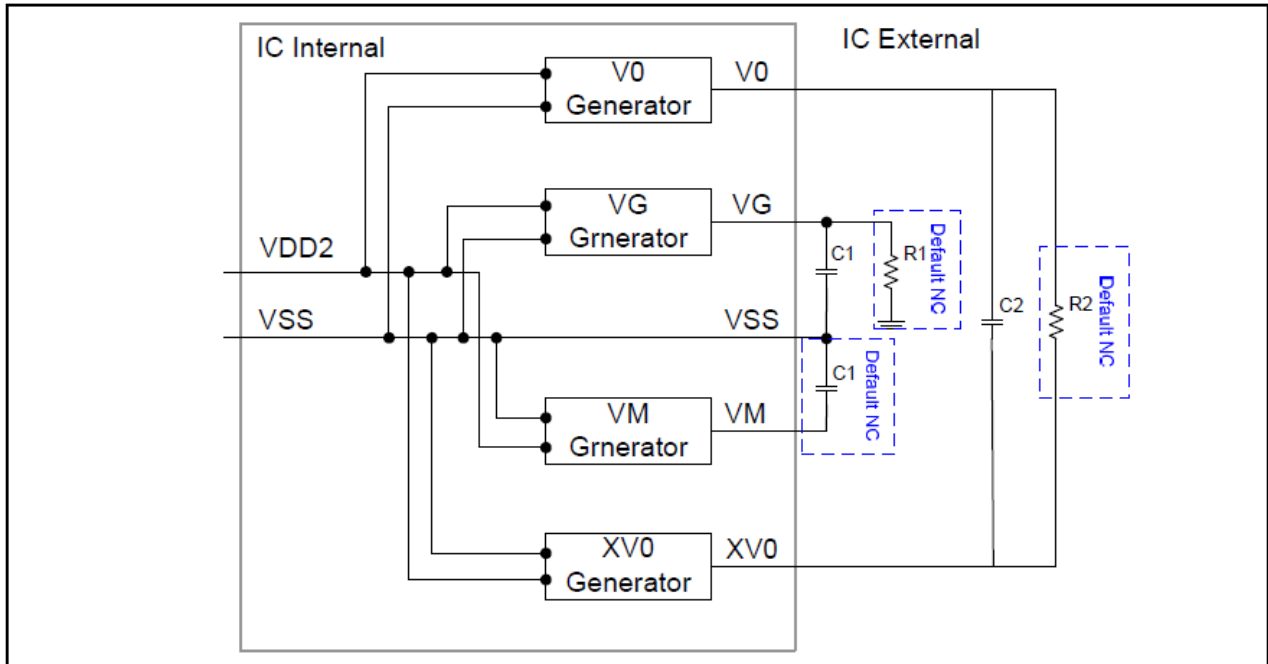 IC Internal
IC External
V0
Generator
V0
VG
Grnerator
VG
VDD2
VSS
VSS
C1
R1
Default NC
C1
Default NC
C2
R2
Default NC
VM
Grnerator
VM
XV0
Generator
XV0